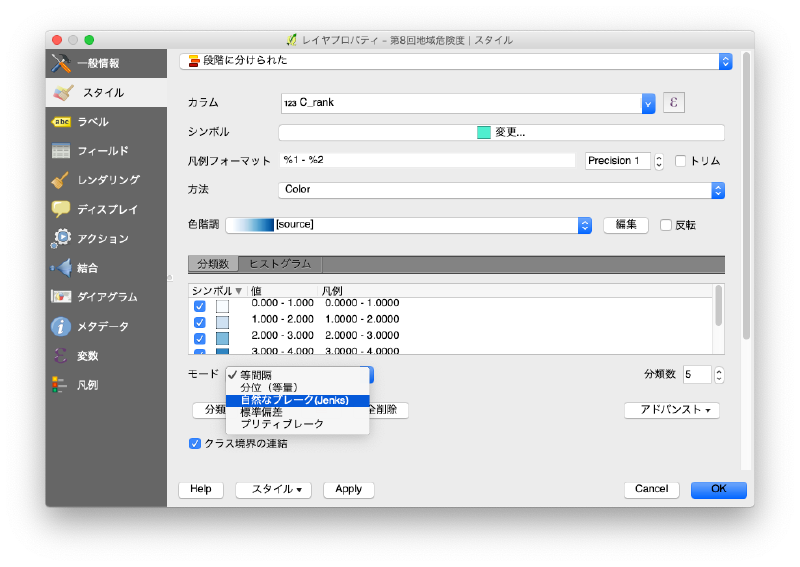 レイヤプロパティ - 第8回地域危険度 | スタイル
一般情報
スタイル
abc ラベル
フィールド
レンダリング
ディスプレイ
アクション
結合
ダイアグラム
メタデータ
変数
凡例
段階に分けられた
カラム 123 C_rank ε
シンボル 変更...
凡例フォーマット %1 - %2 Precision 1 トリム
方法 Color
色階調 [source] 編集 反転
分類数 ヒストグラム
シンボル 値 凡例
0.000 - 1.000 0.0000 - 1.0000
1.000 - 2.000 1.0000 - 2.0000
2.000 - 3.000 2.0000 - 3.0000
3.000 - 4.000 3.0000 - 4.0000
モード 等間隔 分類数 5
分位（等量）
自然なブレーク(Jenks)
標準偏差
プリティブレーク
分類 全削除 アドバンスト
クラス境界の連結
Help スタイル Apply Cancel OK